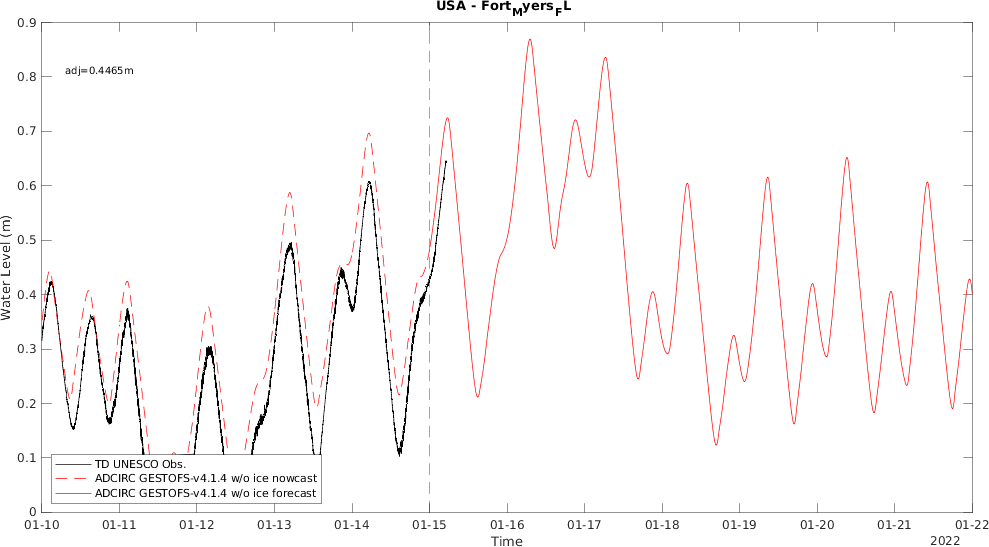 USA - Fort_Myers_FL
adj=0.4465m
0.9
0.8
0.7
0.6
0.5
0.4
0.3
0.2
0.1
0
Water Level (m)
TD UNESCO Obs.
ADCIRC GESTOFS-v4.1.4 w/o ice nowcast
ADCIRC GESTOFS-v4.1.4 w/o ice forecast
01-10 01-11 01-12 01-13 01-14 01-15 01-16 01-17 01-18 01-19 01-20 01-21 01-22
Time
2022